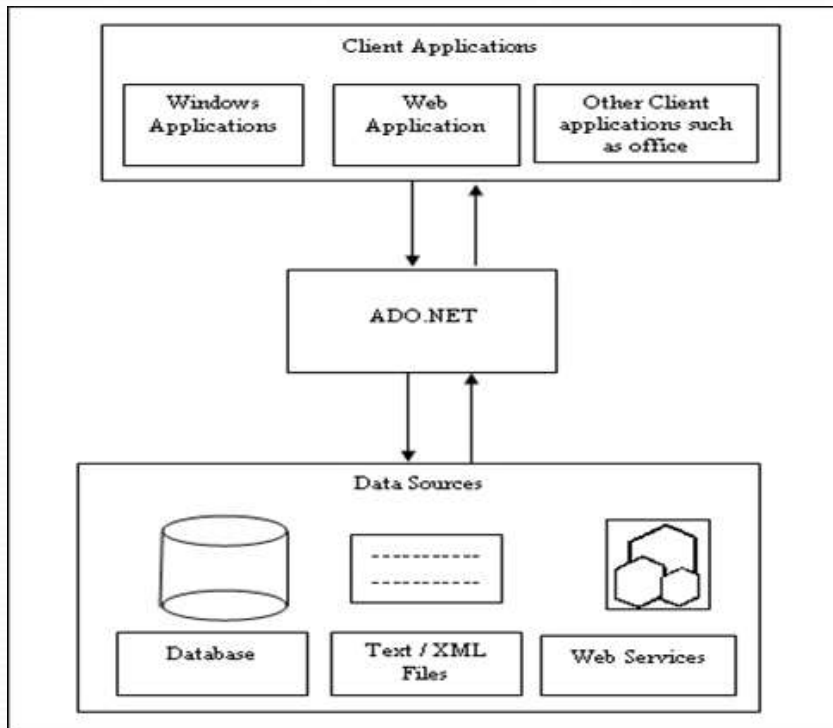 Client Applications
Windows
Applications
Web
Application
Other Client
applications such
as office
ADO.NET
Data Sources
Database
Text / XML
Files
Web Services